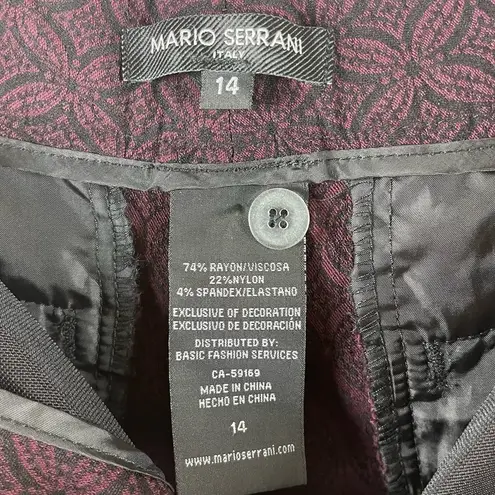 MARIO SERRANI
ITALY
14
74% RAYON/VISCOSA
22%NYLON
4% SPANDEX/ELASTANO
EXCLUSIVE OF DECORATION
EXCLUSIVO DE DECORACIÓN
DISTRIBUTED BY:
BASIC FASHION SERVICES
CA-59169
MADE IN CHINA
HECHO EN CHINA
14
www.marioserrani.com